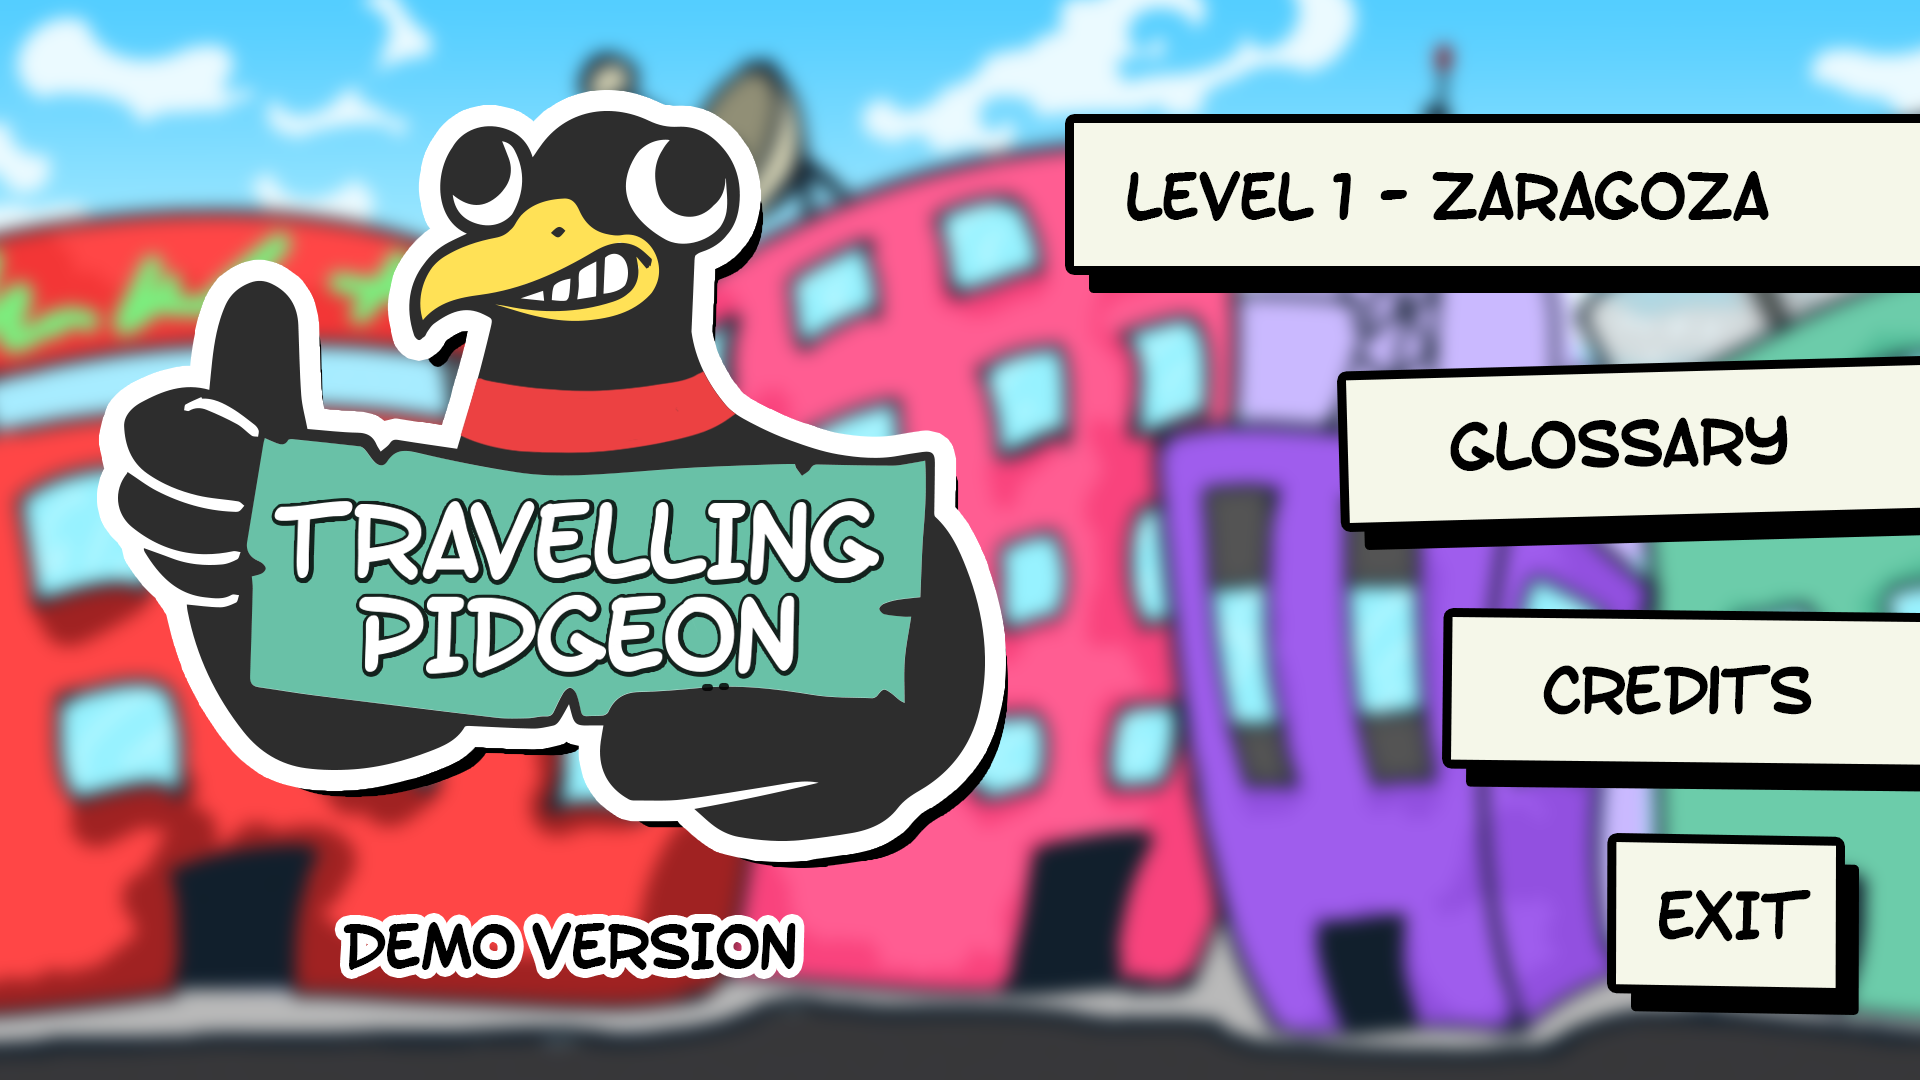 TRAVELLING
PIDGEON
DEMO VERSION
LEVEL 1 - ZARAGOZA
GLOSSARY
CREDITS
EXIT